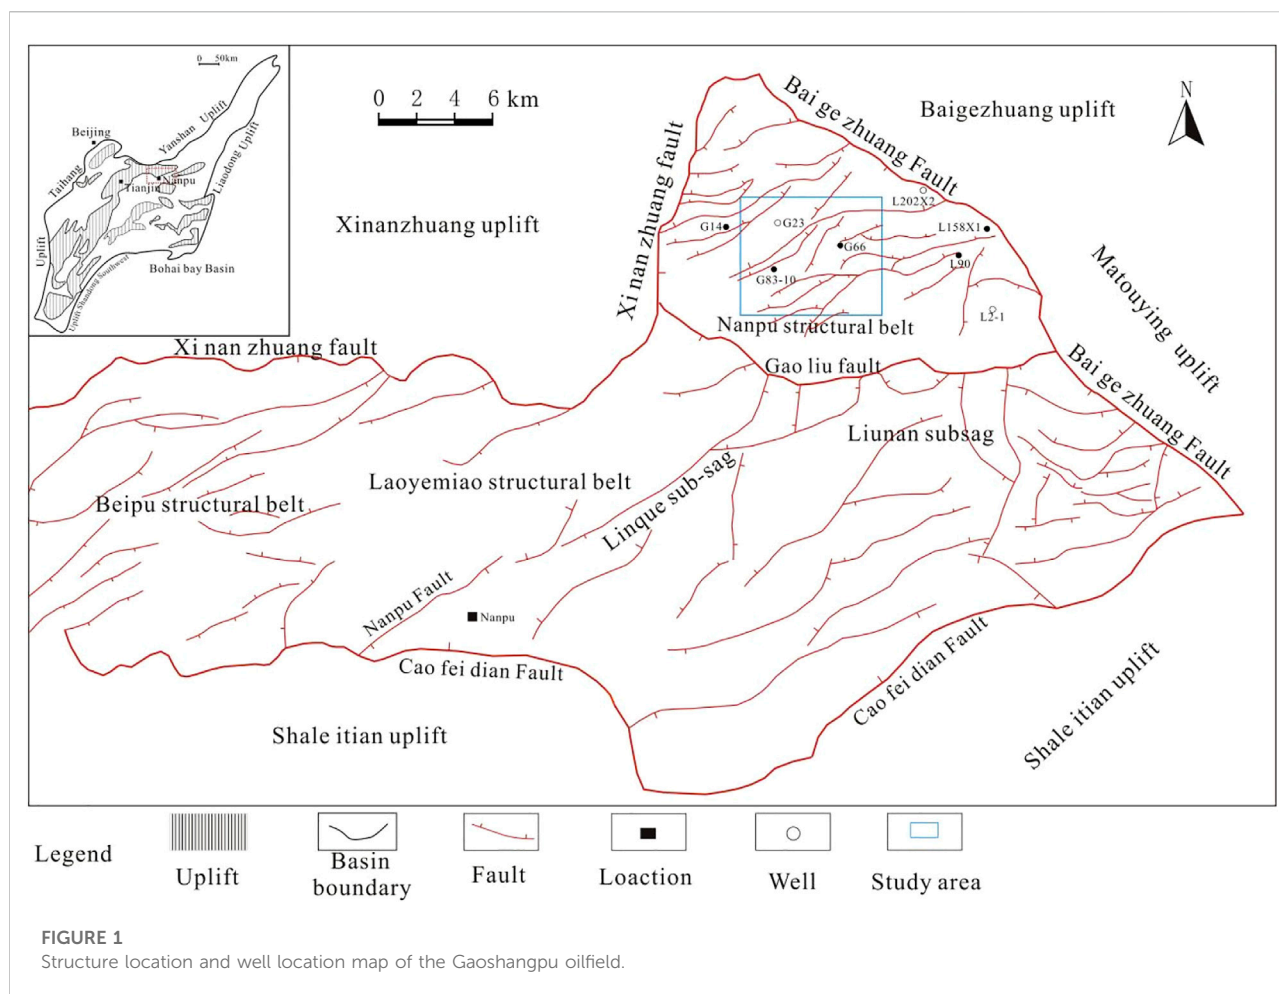 0 50km
Beijing
Yanshan Uplift
Taihang
Uplift
Tianjin
Nanpu
Liaodong Uplift
Bohai bay Basin
Uplift Shandong Southwest
0 2 4 6 km
N
Bai ge zhuang Fault
Baigezhuang uplift
Xinanzhuang uplift
Xi nan zhuang fault
L202X2
G14
G23
L158X1
G66
L90
G83-10
L2-1
Nanpu structural belt
Matouying uplift
Xi nan zhuang fault
Gao liu fault
Bai ge zhuang Fault
Liunan subsag
Laoyemiao structural belt
Linque sub-sag
Beipu structural belt
Nanpu Fault
Nanpu
Cao fei dian Fault
Cao fei dian Fault
Shale itian uplift
Shale itian uplift
Legend
Uplift
Basin
boundary
Fault
Loaction
Well
Study area
FIGURE 1
Structure location and well location map of the Gaoshangpu oilfield.